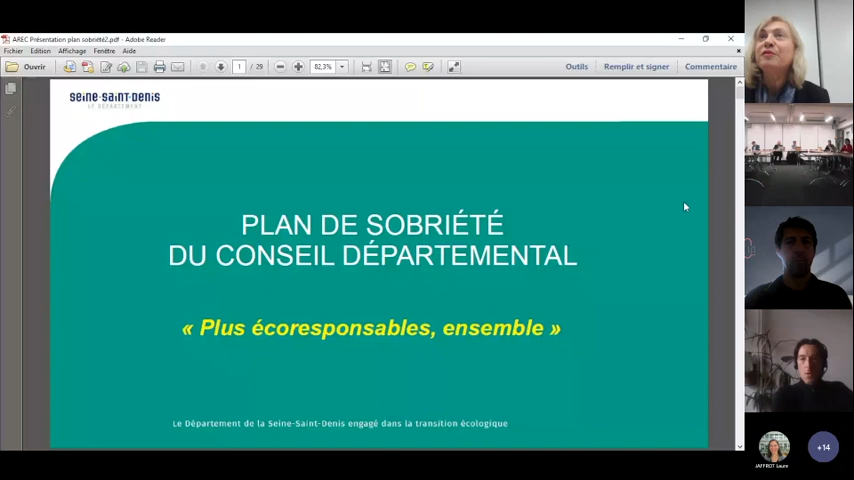 AREC Présentation plan sobriété2.pdf - Adobe Reader
Fichier Edition Affichage Fenêtre Aide
Ouvrir
1 / 29
82,3%
Outils
Remplir et signer
Commentaire
SEINE-SAINT-DENIS
LE DÉPARTEMENT
PLAN DE SOBRIÉTÉ
DU CONSEIL DÉPARTEMENTAL
« Plus écoresponsables, ensemble »
Le Département de la Seine-Saint-Denis engagé dans la transition écologique
JAFFROT Laure
+14